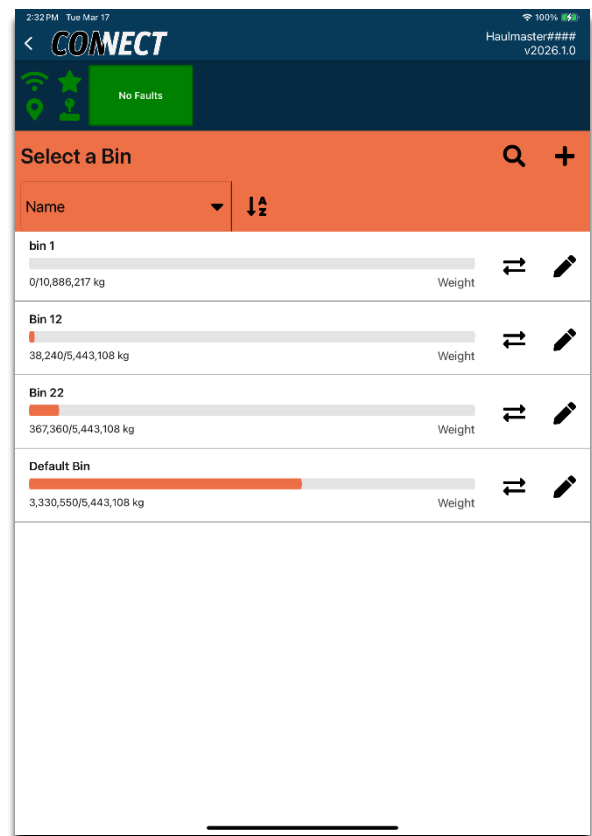 2:32 PM Tue Mar 17
100%
CONNECT
Haulmaster####
v2026.1.0
No Faults
Select a Bin
Name
A
Z
bin 1
0/10,886,217 kg Weight
Bin 12
38,240/5,443,108 kg Weight
Bin 22
367,360/5,443,108 kg Weight
Default Bin
3,330,550/5,443,108 kg Weight